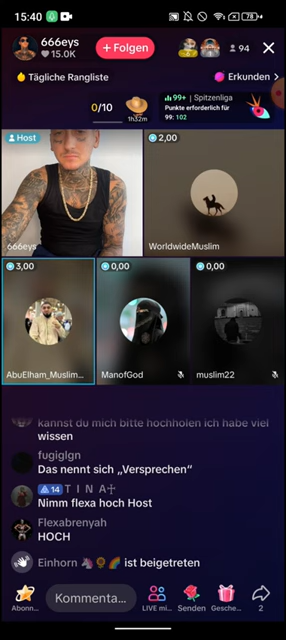 15:40
78
666eys
15.0K
+ Folgen
94
Tägliche Rangliste
Erkunden >
0/10
1h32m
99+ | Spitzenliga
Punkte erforderlich für
99: 102
Host
666eys
2,00
WorldwideMuslim
3,00
AbuElham_Muslim...
0,00
ManofGod
0,00
muslim22
kannst du mich bitte hochholen ich habe viel
wissen
fugiglgn
Das nennt sich „Versprechen“
14 T I N A☥
Nimm flexa hoch Host
Flexabrenyah
HOCH
Einhorn 🦄🌻🌈 ist beigetreten
Abonn...
Kommenta...
LIVE mi...
Senden
Gesche...
2